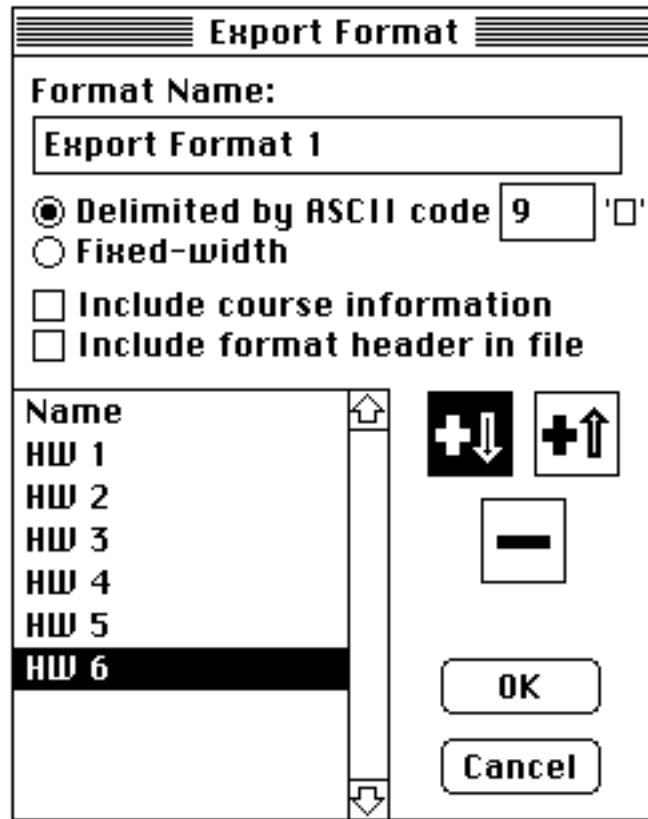 Export Format
Format Name:
Export Format 1
Delimited by ASCII code 9 '□'
Fixed-width
Include course information
Include format header in file
Name
HW 1
HW 2
HW 3
HW 4
HW 5
HW 6
OK
Cancel